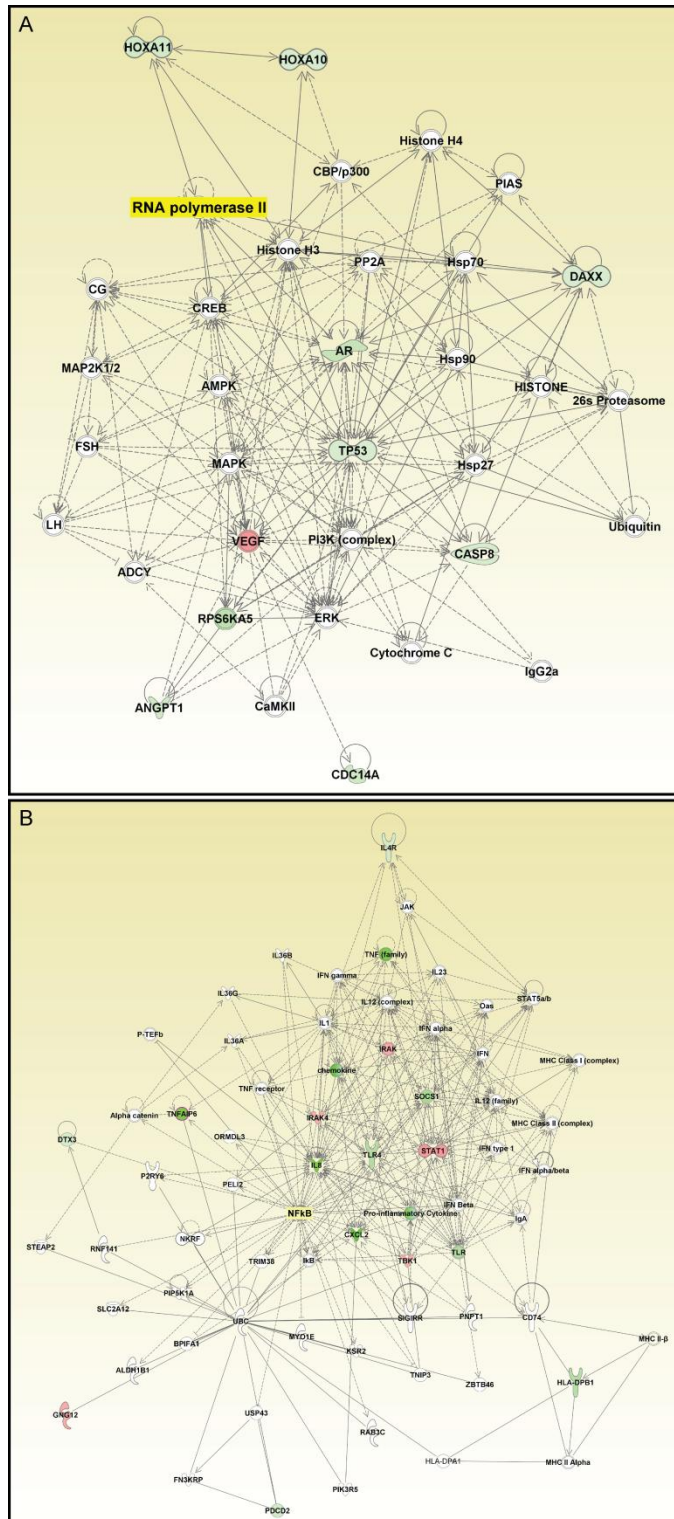 A
HOXA11
HOXA10
Histone H4
CBP/p300
PIAS
RNA polymerase II
Histone H3
PP2A
Hsp70
DAXX
CG
CREB
AR
Hsp90
MAP2K1/2
AMPK
HISTONE
26s Proteasome
FSH
TP53
MAPK
Hsp27
LH
VEGF
PI3K (complex)
Ubiquitin
CASP8
ADCY
RPS6KA5
ERK
Cytochrome C
IgG2a
ANGPT1
CaMKII
CDC14A
B
IL4R
JAK
IL36B
TNF (family)
IFN gamma
IL23
IL36G
IL12 (complex)
Oas
STAT5a/b
P-TEFb
IL36A
IL1
IFN alpha
IRAK
IFN
MHC Class I (complex)
chemokine
TNF receptor
SOCS1
IL12 (family)
Alpha catenin
TNFAIP6
IRAK4
MHC Class II (complex)
DTX3
ORMDL3
IL8
TLR4
STAT1
IFN type 1
IFN alpha/beta
P2RY6
PELI2
NFkB
Pro-inflammatory Cytokine
IFN Beta
IgA
STEAP2
RNF141
NKRF
TRIM38
IkB
CXCL2
TBK1
TLR
SLC2A12
PIP5K1A
UBC
SIGIRR
PNPT1
CD74
BPIFA1
MYO1E
KSR2
MHC II-β
ALDH1B1
TNIP3
ZBTB46
HLA-DPB1
GNG12
USP43
RAB3C
HLA-DPA1
MHC II Alpha
FN3KRP
PIK3R5
PDCD2